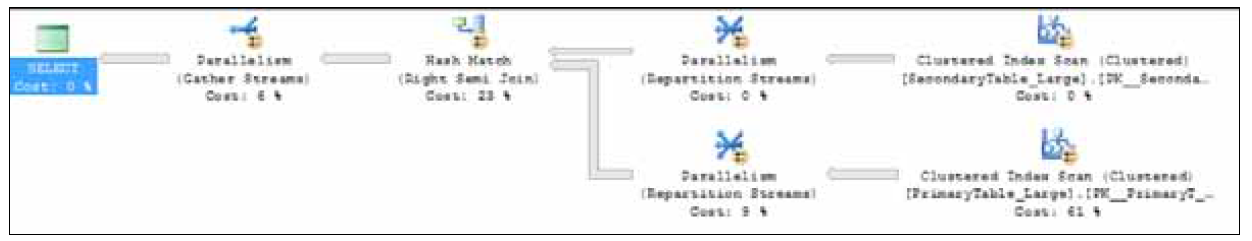 SELECT
Cost: 0 %
Parallelism
(Gather Streams)
Cost: 6 %
Hash Match
(Right Semi Join)
Cost: 23 %
Parallelism
(Repartition Streams)
Cost: 0 %
Clustered Index Scan (Clustered)
[SecondaryTable_Large].[PK__Seconda…
Cost: 0 %
Parallelism
(Repartition Streams)
Cost: 9 %
Clustered Index Scan (Clustered)
[PrimaryTable_Large].[PK__PrimaryT_…
Cost: 61 %